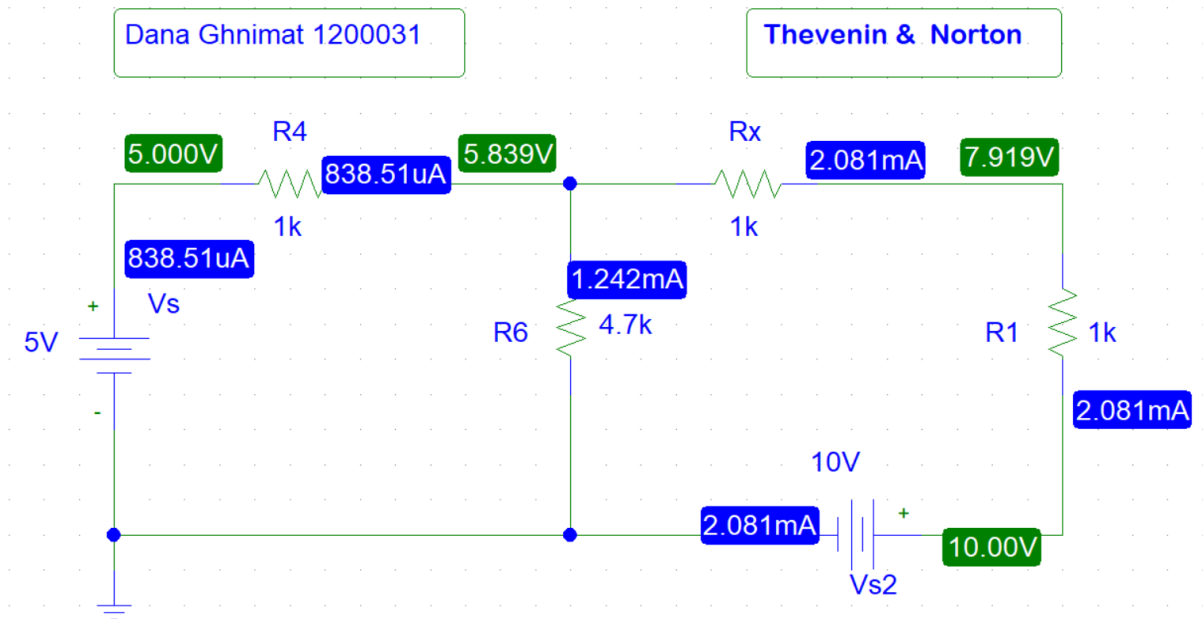 Dana Ghnimat 1200031
Thevenin & Norton
R4
Rx
5.000V
838.51uA
5.839V
2.081mA
7.919V
1k
1k
838.51uA
1.242mA
+
Vs
R6
4.7k
R1
1k
5V
-
2.081mA
10V
2.081mA
+
10.00V
Vs2